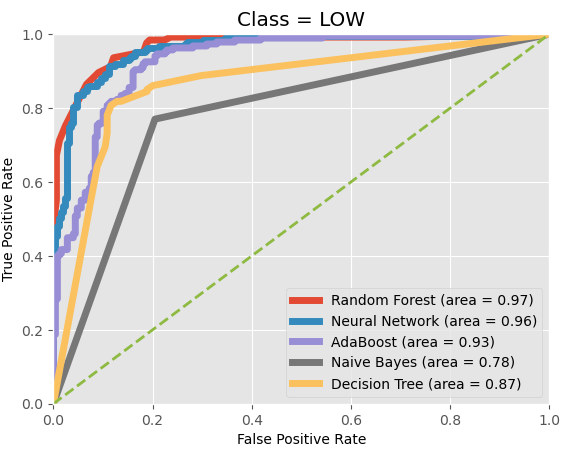 Class = LOW
True Positive Rate
1.0
0.8
0.6
0.4
0.2
0.0
Random Forest (area = 0.97)
Neural Network (area = 0.96)
AdaBoost (area = 0.93)
Naive Bayes (area = 0.78)
Decision Tree (area = 0.87)
0.0 0.2 0.4 0.6 0.8 1.0
False Positive Rate